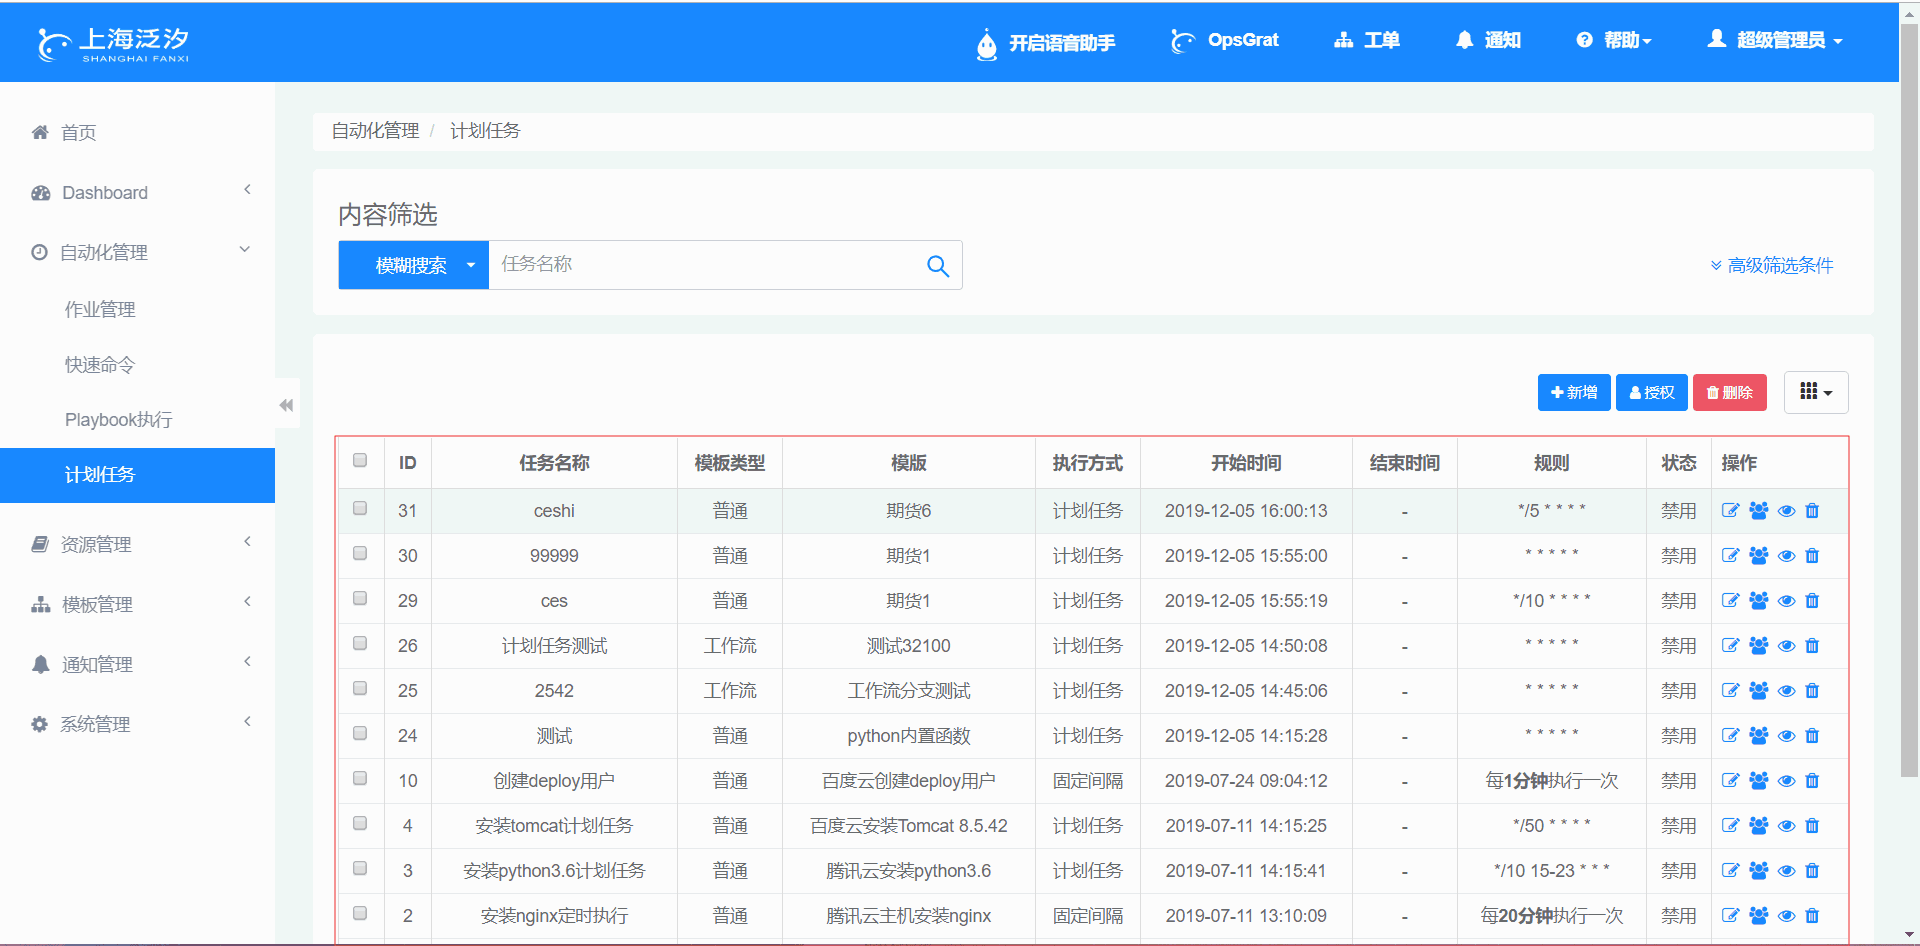 上海泛汐
SHANGHAI FANXI
开启语音助手 OpsGrat 工单 通知 帮助 超级管理员
首页
Dashboard
自动化管理
作业管理
快速命令
Playbook执行
计划任务
资源管理
模板管理
通知管理
系统管理
自动化管理 / 计划任务
内容筛选
模糊搜索 任务名称 高级筛选条件
新增 授权 删除
ID 任务名称 模板类型 模版 执行方式 开始时间 结束时间 规则 状态 操作
31 ceshi 普通 期货6 计划任务 2019-12-05 16:00:13 - */5 * * * * 禁用
30 99999 普通 期货1 计划任务 2019-12-05 15:55:00 - * * * * * 禁用
29 ces 普通 期货1 计划任务 2019-12-05 15:55:19 - */10 * * * * 禁用
26 计划任务测试 工作流 测试32100 计划任务 2019-12-05 14:50:08 - * * * * * 禁用
25 2542 工作流 工作流分支测试 计划任务 2019-12-05 14:45:06 - * * * * * 禁用
24 测试 普通 python内置函数 计划任务 2019-12-05 14:15:28 - * * * * * 禁用
10 创建deploy用户 普通 百度云创建deploy用户 固定间隔 2019-07-24 09:04:12 - 每1分钟执行一次 禁用
4 安装tomcat计划任务 普通 百度云安装Tomcat 8.5.42 计划任务 2019-07-11 14:15:25 - */50 * * * * 禁用
3 安装python3.6计划任务 普通 腾讯云安装python3.6 计划任务 2019-07-11 14:15:41 - */10 15-23 * * * 禁用
2 安装nginx定时执行 普通 腾讯云主机安装nginx 固定间隔 2019-07-11 13:10:09 - 每20分钟执行一次 禁用